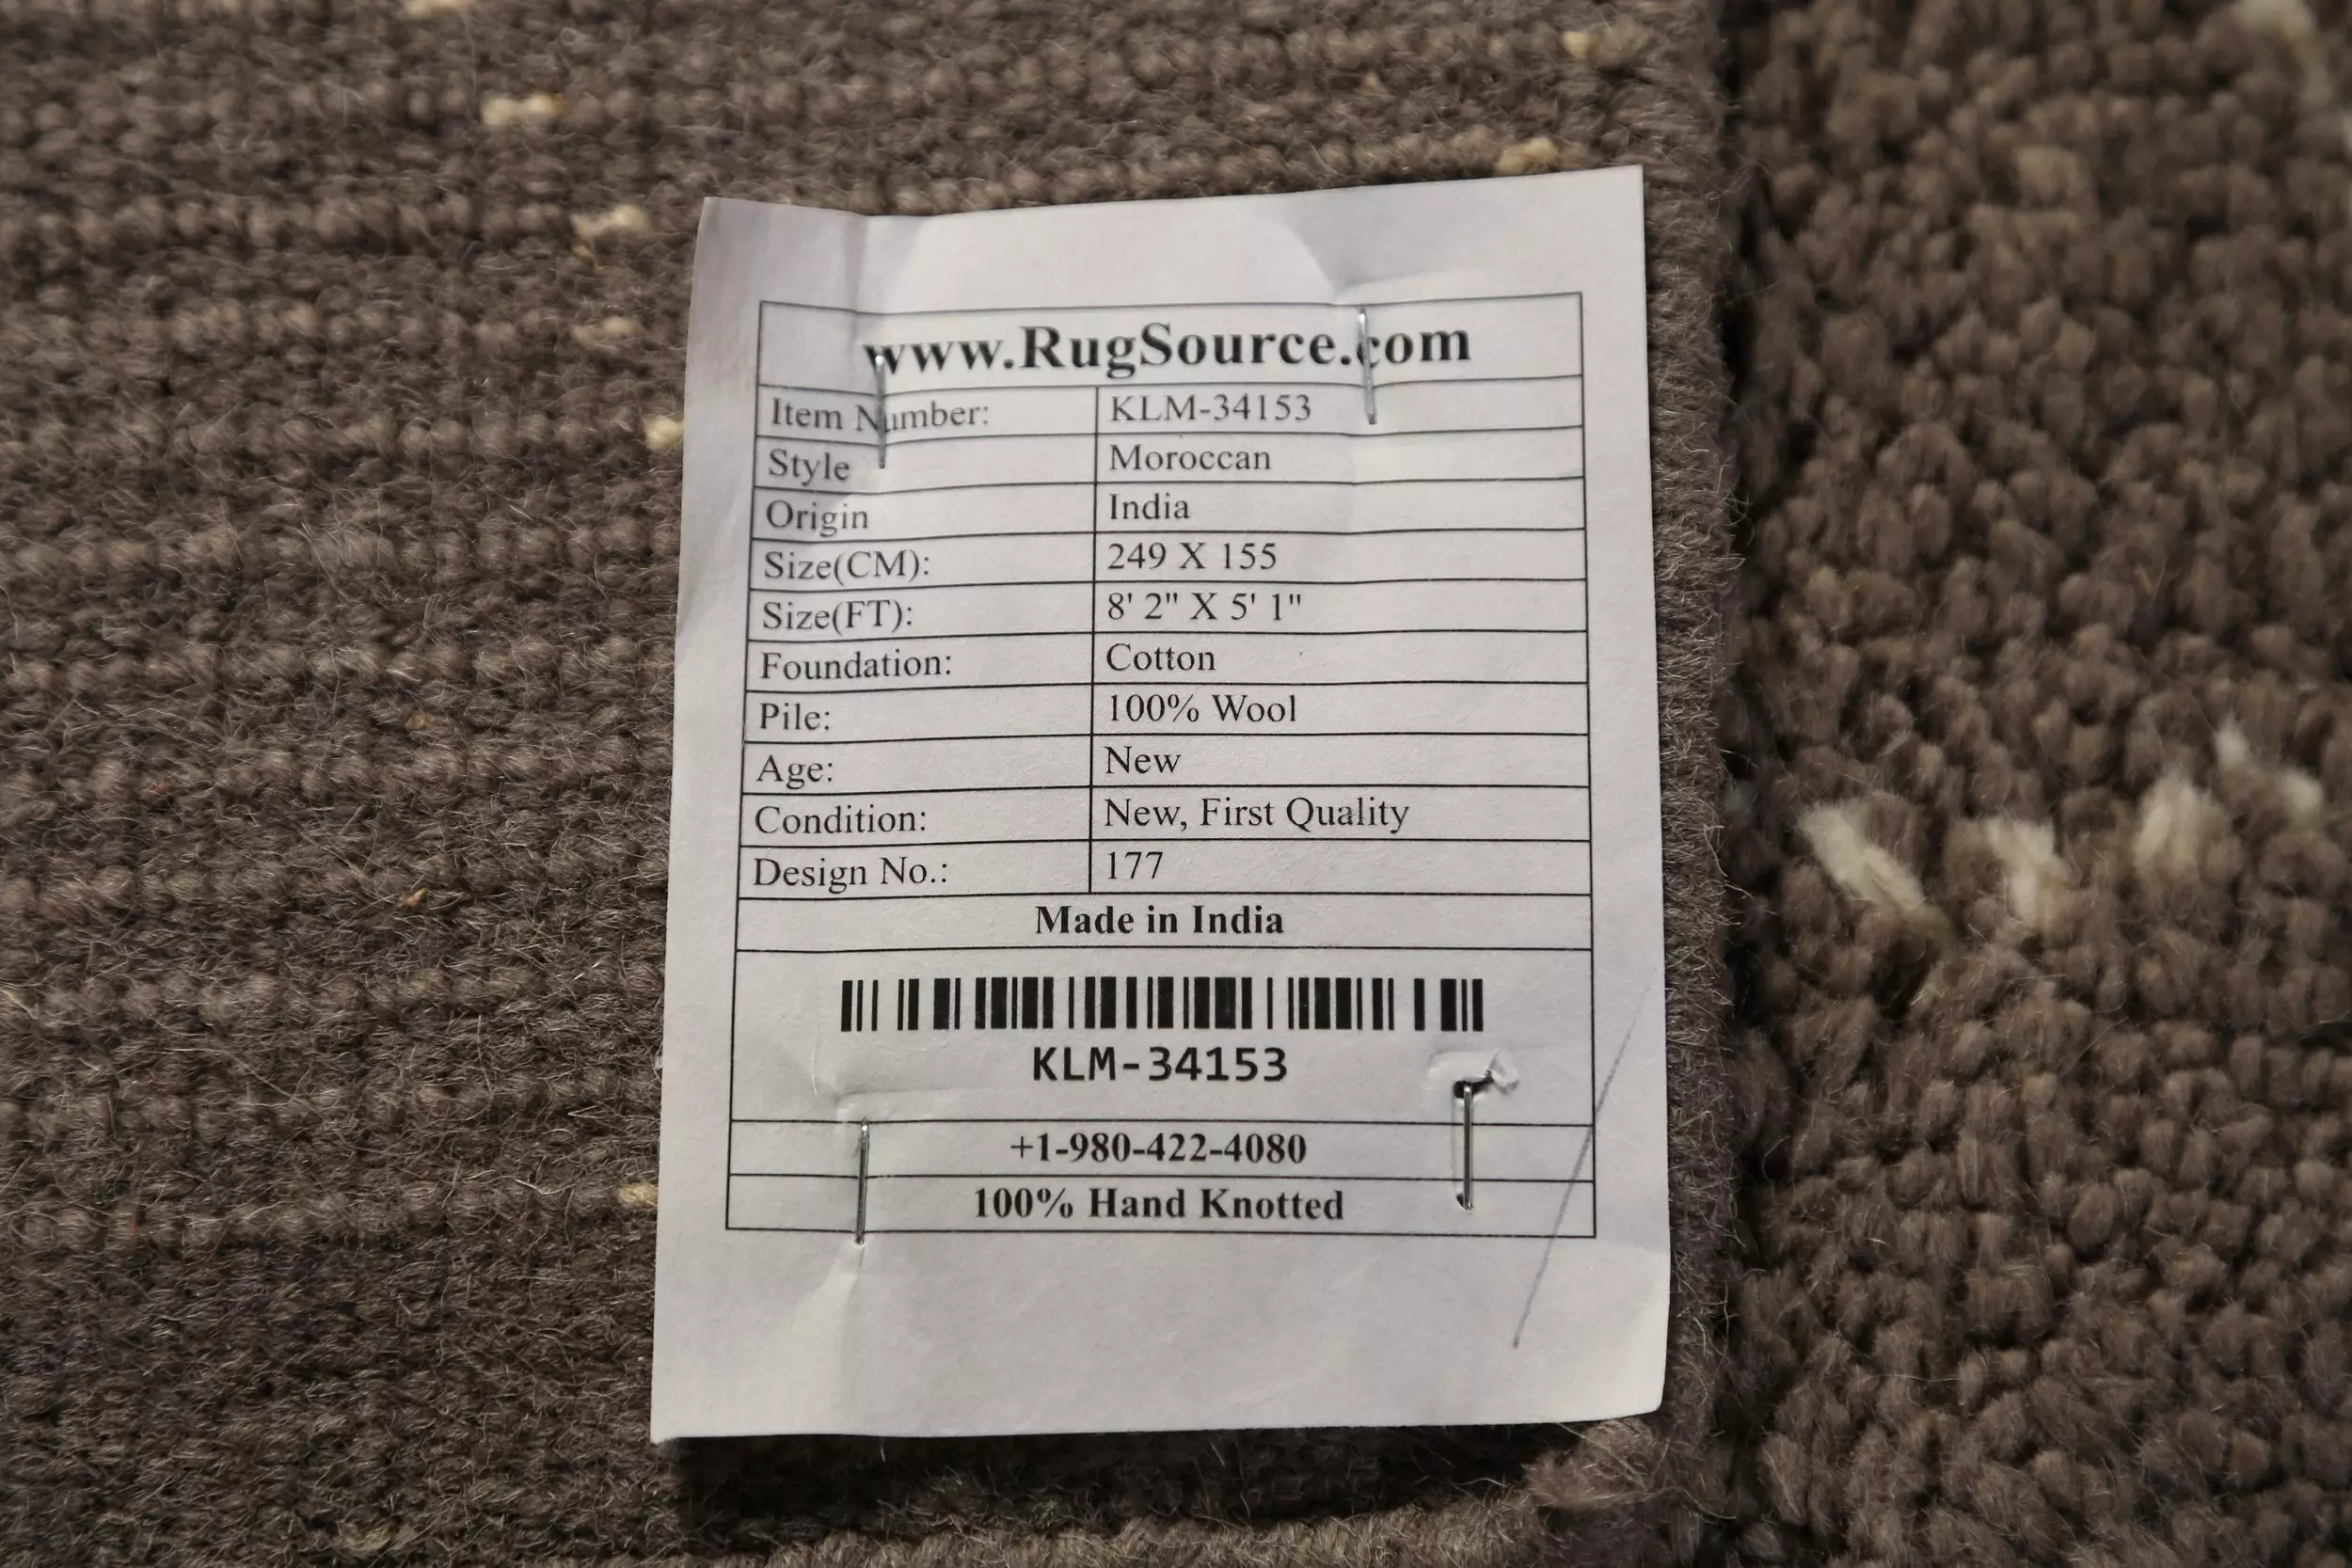 www.RugSource.com
Item Number: KLM-34153
Style Moroccan
Origin India
Size(CM): 249 X 155
Size(FT): 8' 2" X 5' 1"
Foundation: Cotton
Pile: 100% Wool
Age: New
Condition: New, First Quality
Design No.: 177
Made in India
KLM-34153
+1-980-422-4080
100% Hand Knotted